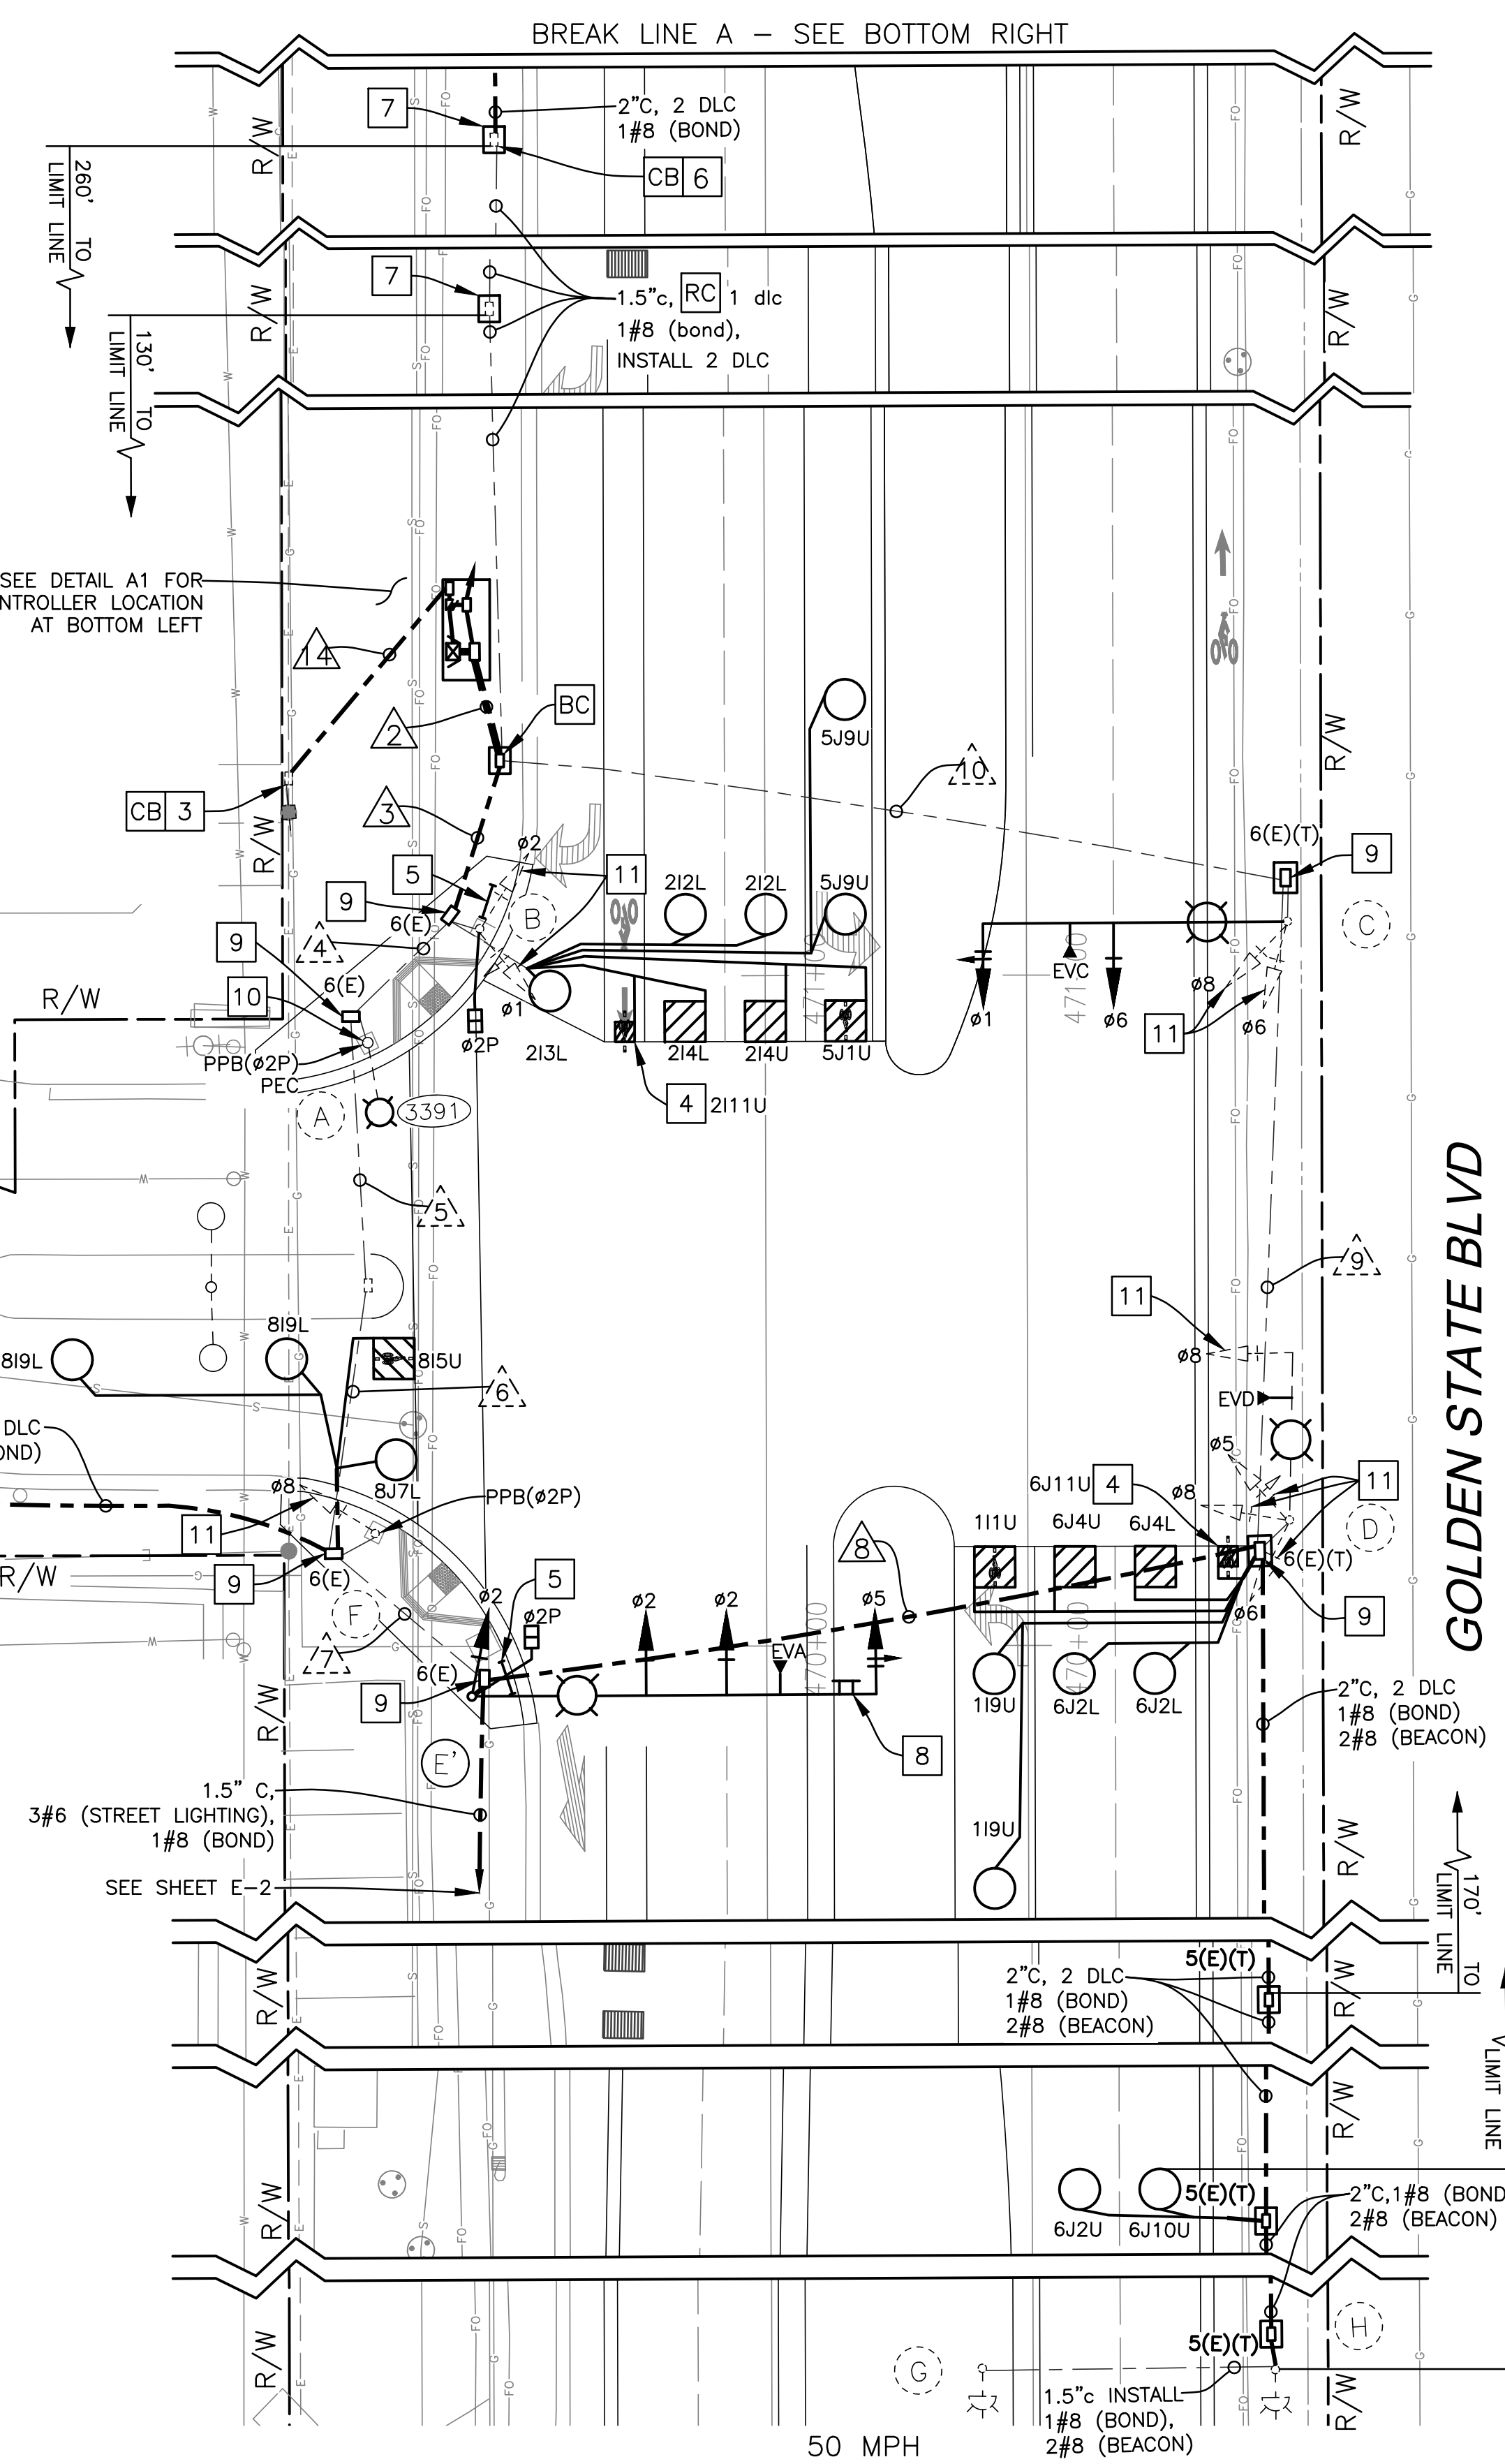 BREAK LINE A - SEE BOTTOM RIGHT
7
2"C, 2 DLC
1#8 (BOND)
CB 6
R/W
R/W
260' TO
LIMIT LINE
7
1.5"c, RC 1 dlc
1#8 (bond),
INSTALL 2 DLC
R/W
R/W
130' TO
LIMIT LINE
SEE DETAIL A1 FOR
NTROLLER LOCATION
AT BOTTOM LEFT
14
2
BC
5J9U
10
R/W
CB 3
R/W
3
6(E)(T)
9
ø2
5
11
9
6(E)
B
2I2L
2I2L
5J9U
C
9
4
6(E)
10
R/W
EVC
471+00
471+00
ø8
ø1
ø6
ø6
11
ø1
PPB(ø2P)
PEC
ø2P
2I3L
2I4L
2I4U
5J1U
4
2I11U
A
3391
5
GOLDEN STATE BLVD
9
11
8I9L
8I9L
8I5U
ø8
6
EVD
DLC
OND)
ø5
8J7L
ø8
PPB(ø2P)
6J11U
4
11
ø8
11
1I1U
6J4U
6J4L
D
8
R/W
9
6(E)
6(E)(T)
5
F
ø2
ø2P
ø2
ø2
ø5
ø6
9
7
EVA
470+00
470+00
6(E)
9
1I9U
6J2L
6J2L
2"C, 2 DLC
1#8 (BOND)
2#8 (BEACON)
R/W
8
E'
1.5" C,
3#6 (STREET LIGHTING),
1#8 (BOND)
1I9U
R/W
SEE SHEET E-2
170' TO
LIMIT LINE
5(E)(T)
2"C, 2 DLC
1#8 (BOND)
2#8 (BEACON)
R/W
R/W
LIMIT LINE
R/W
R/W
5(E)(T)
2"C,1#8 (BOND
2#8 (BEACON)
6J2U
6J10U
R/W
H
5(E)(T)
G
1.5"c INSTALL
1#8 (BOND),
2#8 (BEACON)
R/W
50 MPH